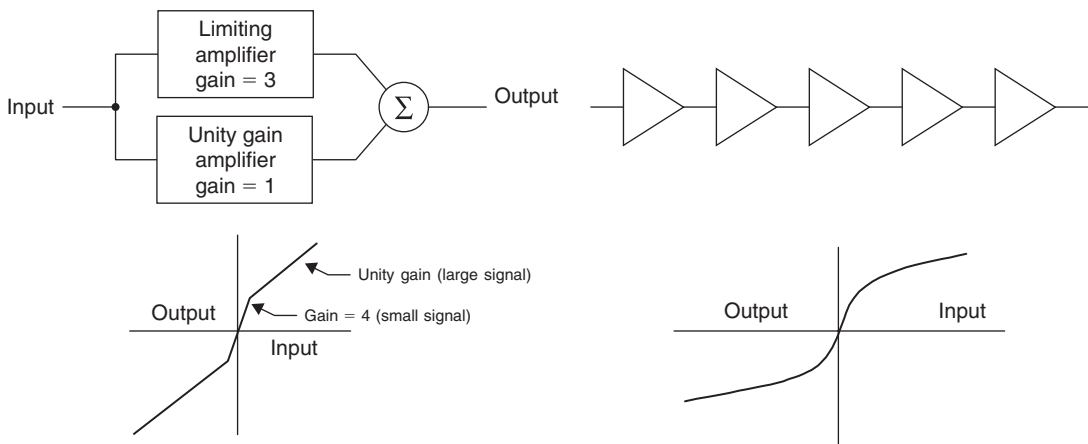 Limiting
amplifier
gain = 3
Input
Σ
Output
Unity gain
amplifier
gain = 1
Unity gain (large signal)
Output
Gain = 4 (small signal)
Input
Output
Input